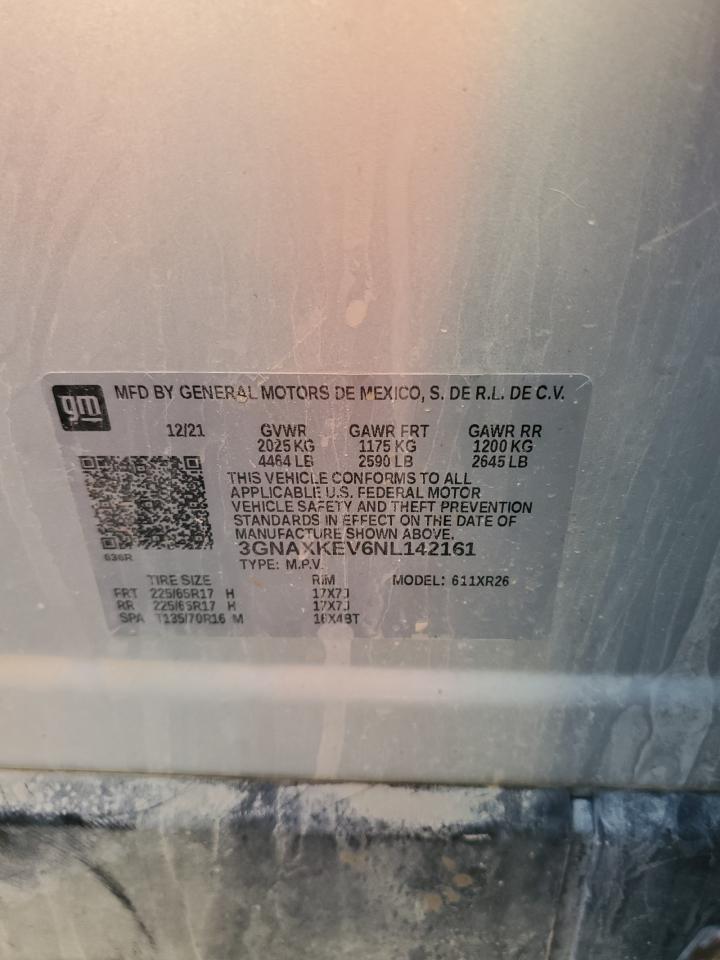 gm
MFD BY GENERAL MOTORS DE MEXICO, S. DE R.L. DE C.V.
12/21 GVWR GAWR FRT GAWR RR
2025 KG 1175 KG 1200 KG
4464 LB 2590 LB 2645 LB
THIS VEHICLE CONFORMS TO ALL
APPLICABLE U.S. FEDERAL MOTOR
VEHICLE SAFETY AND THEFT PREVENTION
STANDARDS IN EFFECT ON THE DATE OF
MANUFACTURE SHOWN ABOVE.
3GNAXKEV6NL142161
636R
TYPE: M.P.V.
TIRE SIZE RIM MODEL: 611XR26
FRT 225/65R17 H 17X7J
RR 225/65R17 H 17X7J
SPA T135/70R16 M 16X4BT